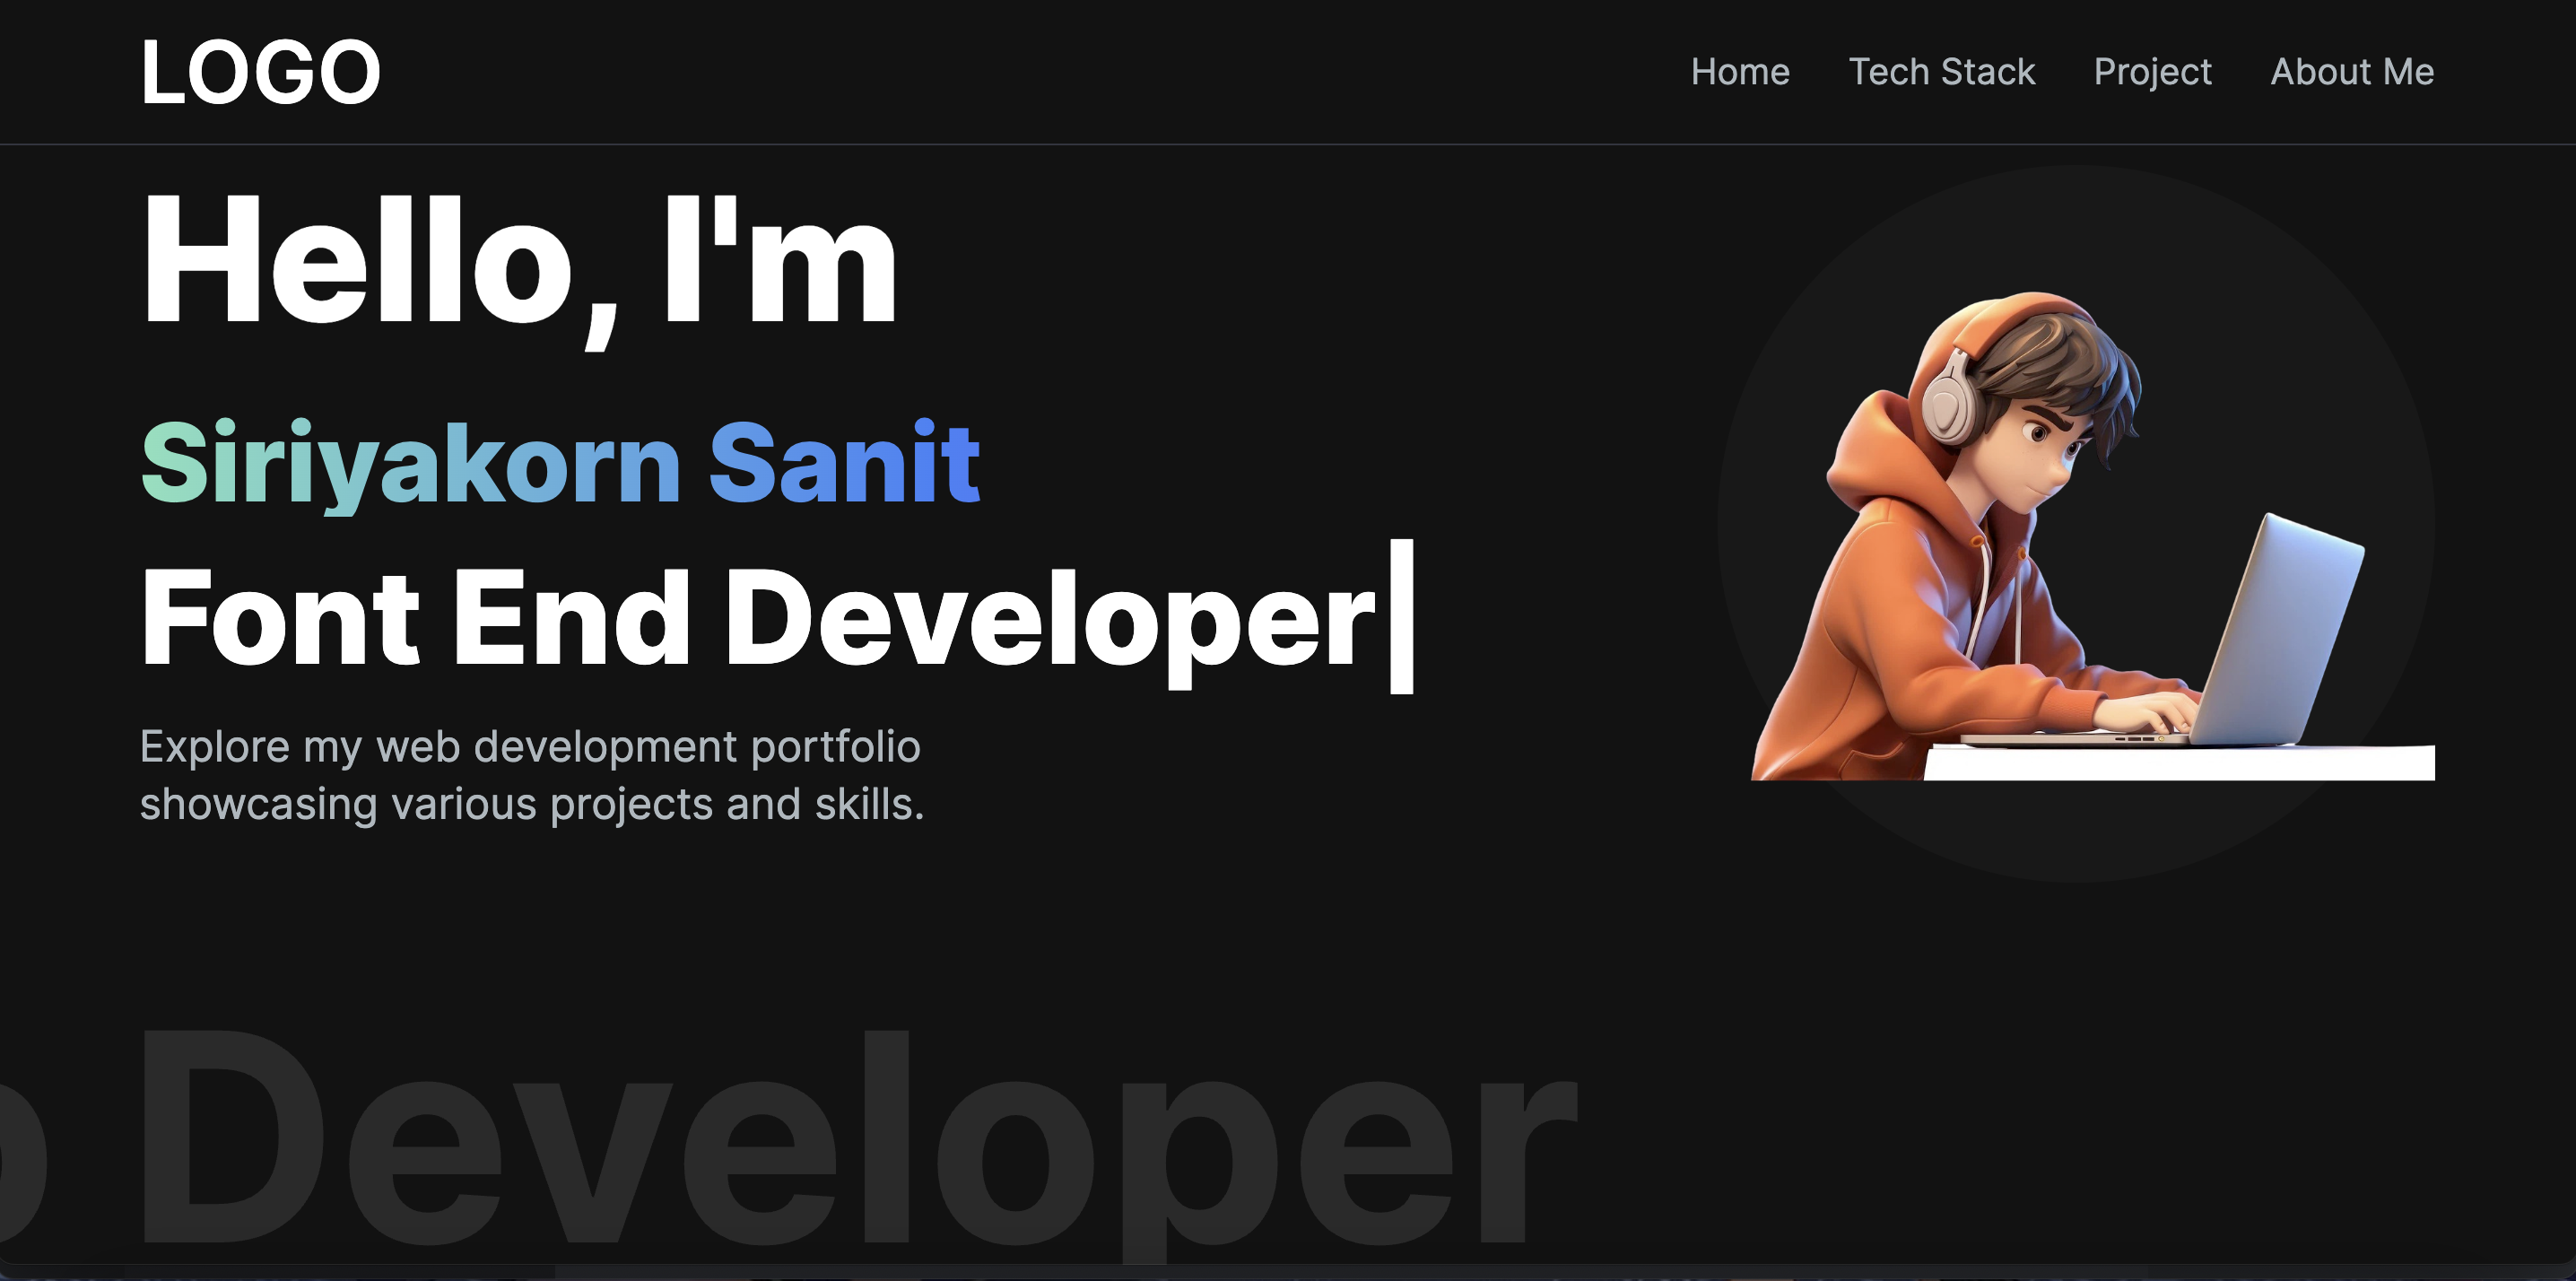 LOGO
Home Tech Stack Project About Me
Hello, I'm
Siriyakorn Sanit
Font End Developer|
Explore my web development portfolio
showcasing various projects and skills.
Developer